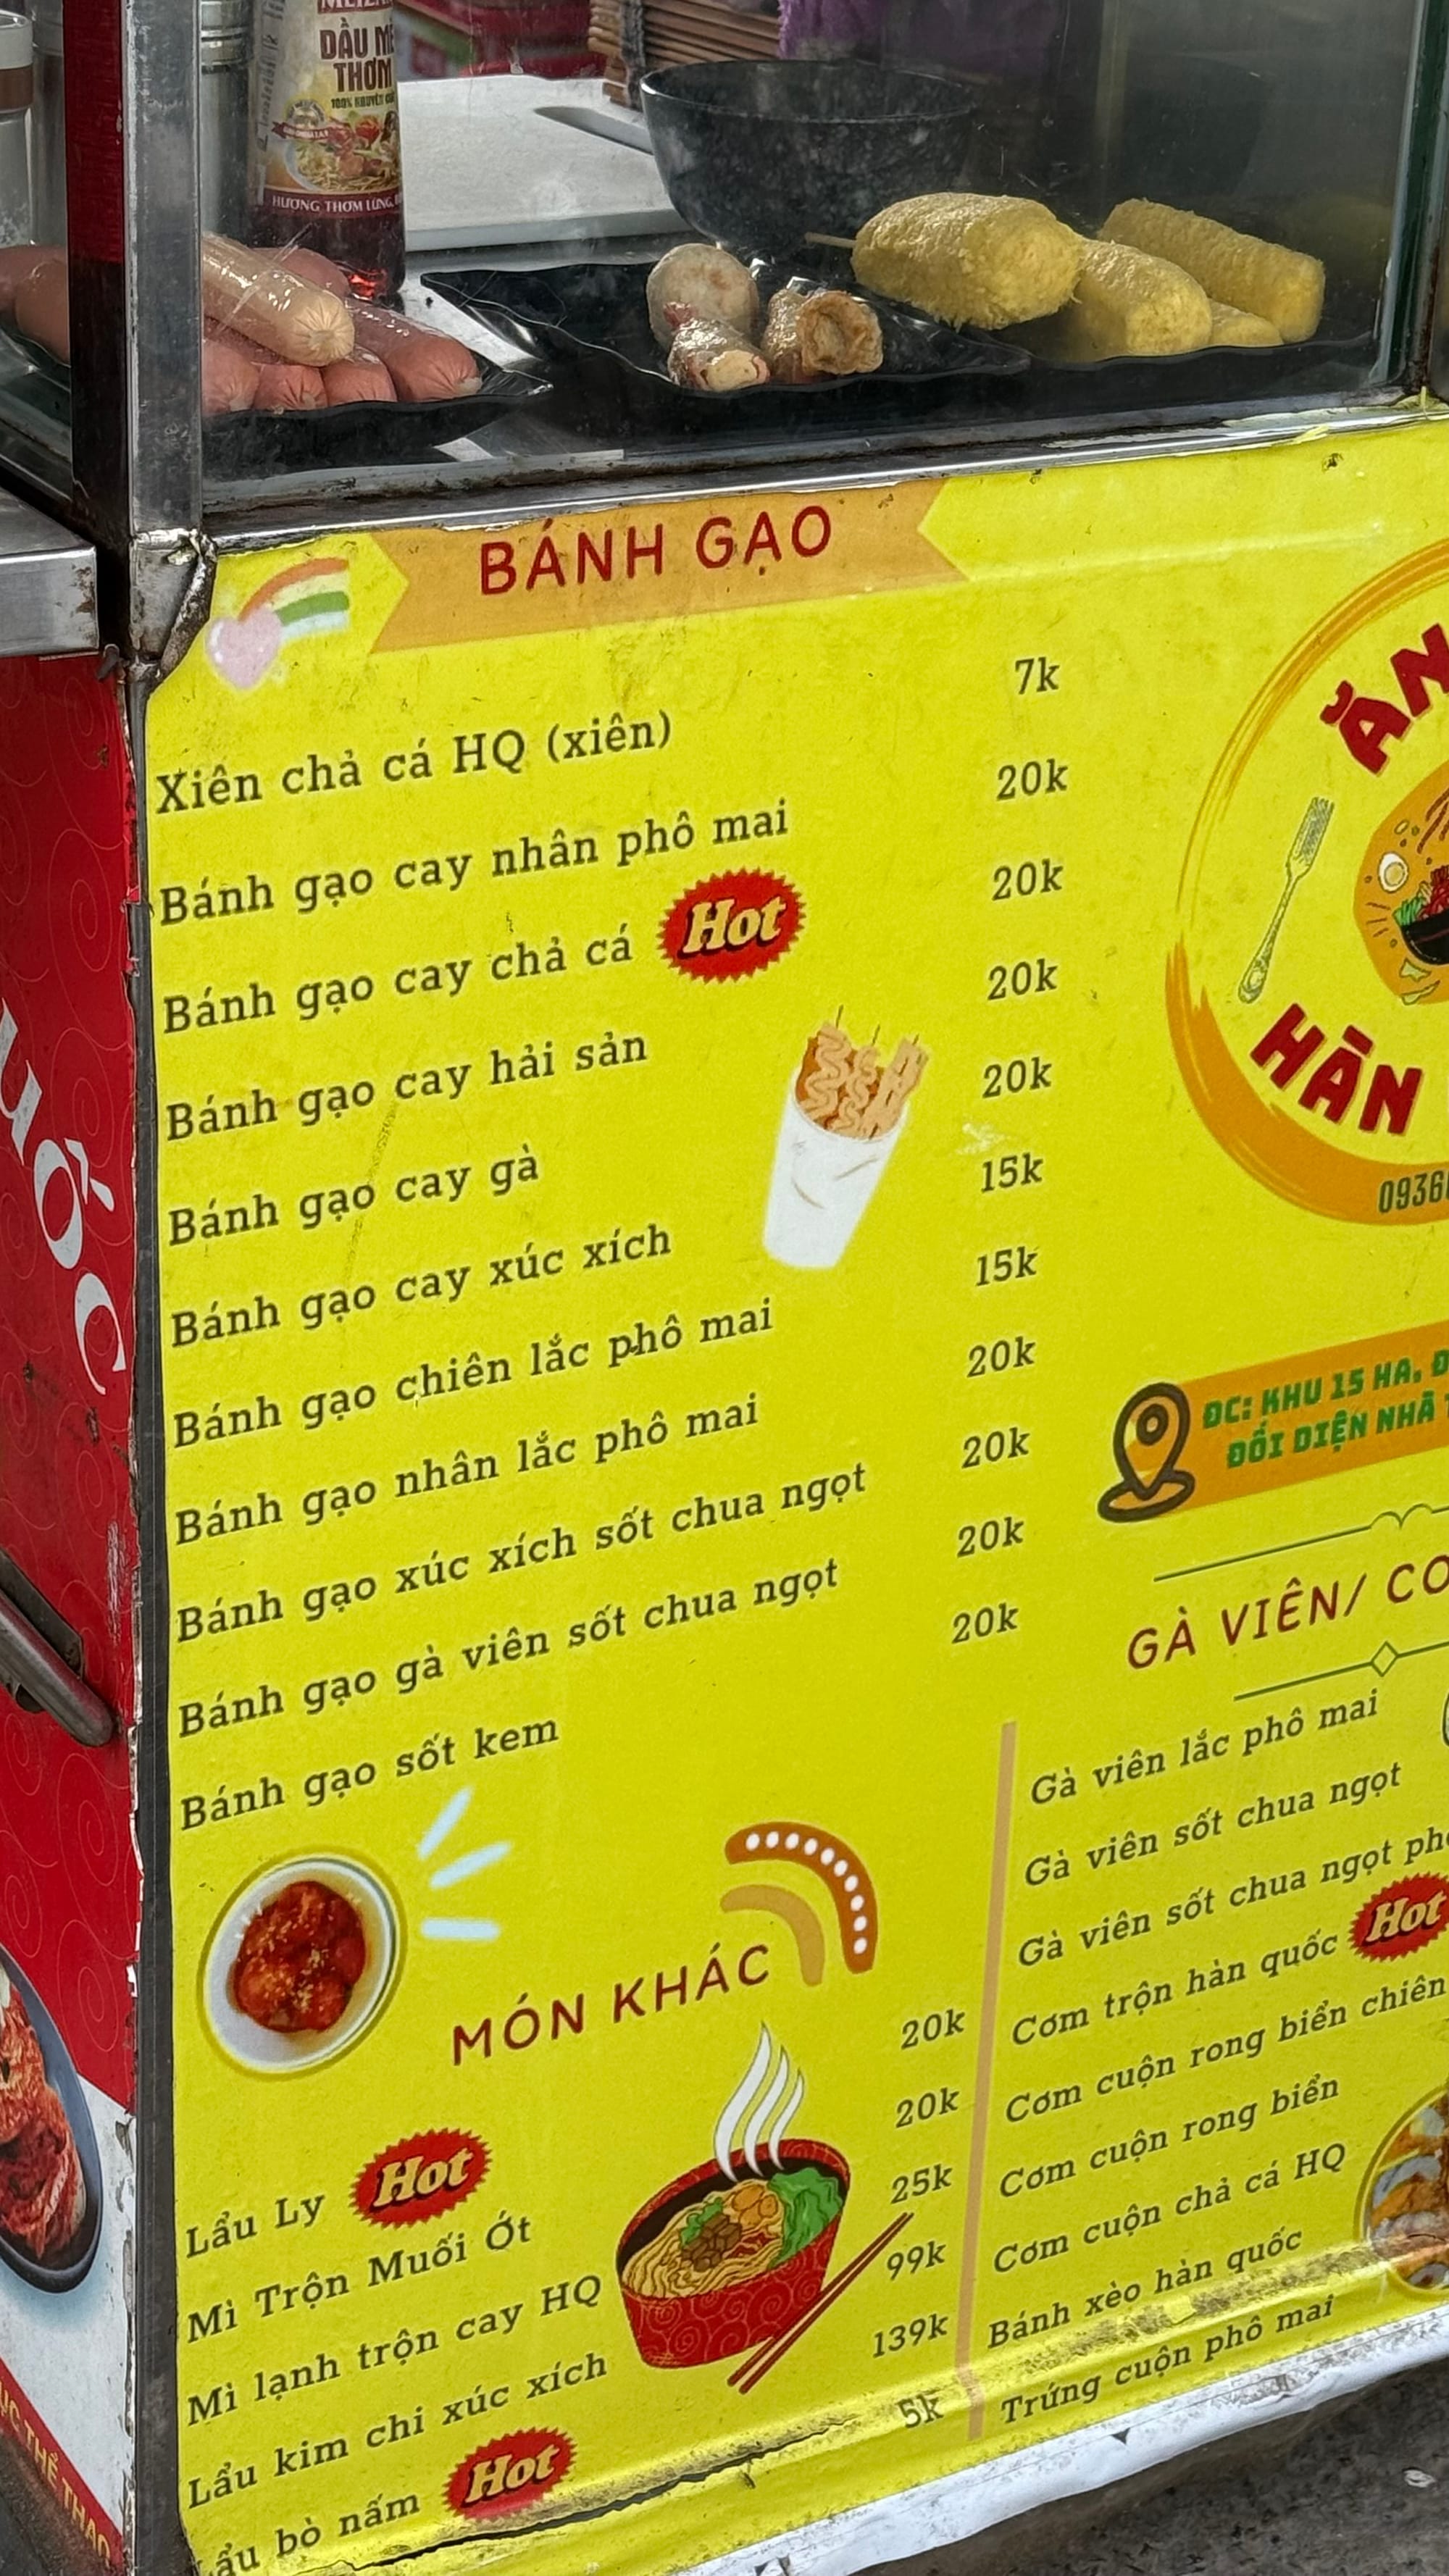 DẦU MÈ
THƠM
HƯƠNG THƠM LỪNG
BÁNH GẠO
Xiên chả cá HQ (xiên) 7k
Bánh gạo cay nhân phô mai 20k
Bánh gạo cay chả cá Hot 20k
Bánh gạo cay hải sản 20k
Bánh gạo cay gà 20k
Bánh gạo cay xúc xích 15k
Bánh gạo chiên lắc phô mai 15k
Bánh gạo nhân lắc phô mai 20k
Bánh gạo xúc xích sốt chua ngọt 20k
Bánh gạo gà viên sốt chua ngọt 20k
Bánh gạo sốt kem 20k
MÓN KHÁC
Lẩu Ly Hot 20k
Mì Trộn Muối Ớt 20k
Mì lạnh trộn cay HQ 25k
Lẩu kim chi xúc xích 99k
Lẩu bò nấm Hot 139k
5k
ĂN
HÀN
0936
ĐC: KHU 15 HA, Đ
ĐỐI DIỆN NHÀ
GÀ VIÊN/ CƠ
Gà viên lắc phô mai
Gà viên sốt chua ngọt
Gà viên sốt chua ngọt phô
Cơm trộn hàn quốc Hot
Cơm cuộn rong biển chiên
Cơm cuộn rong biển
Cơm cuộn chả cá HQ
Bánh xèo hàn quốc
Trứng cuộn phô mai
uốc
ỤC THỂ THAO